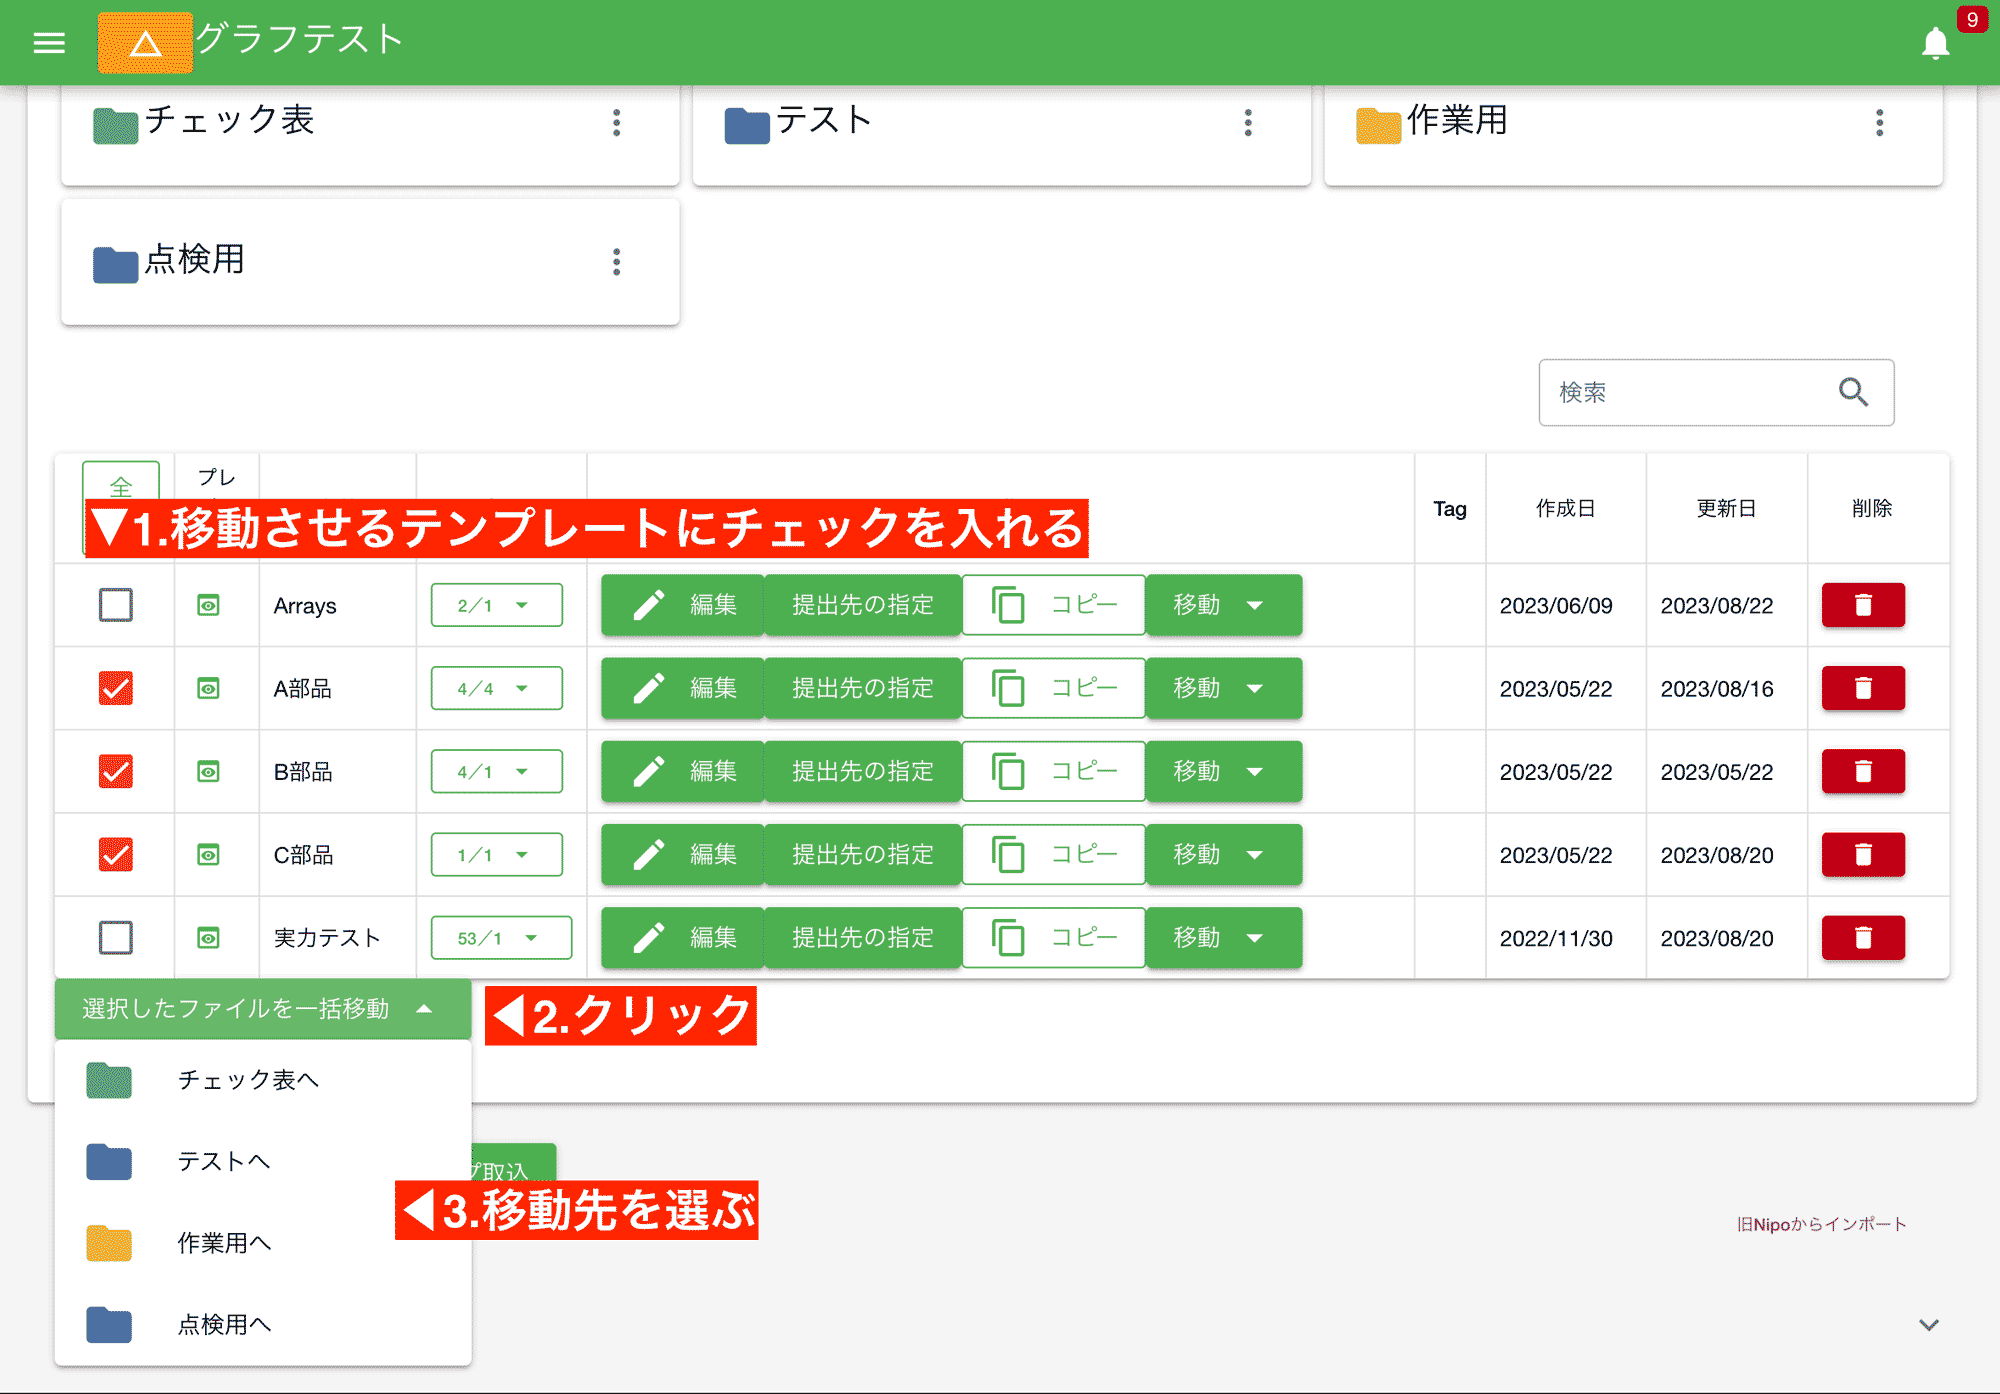 グラフテスト
9
チェック表
テスト
作業用
点検用
検索
全
プレ
Tag
作成日
更新日
削除
▼1.移動させるテンプレートにチェックを入れる
Arrays
2／1
編集
提出先の指定
コピー
移動
2023/06/09
2023/08/22
A部品
4／4
編集
提出先の指定
コピー
移動
2023/05/22
2023/08/16
B部品
4／1
編集
提出先の指定
コピー
移動
2023/05/22
2023/05/22
C部品
1／1
編集
提出先の指定
コピー
移動
2023/05/22
2023/08/20
実力テスト
53／1
編集
提出先の指定
コピー
移動
2022/11/30
2023/08/20
選択したファイルを一括移動
◀2.クリック
チェック表へ
テストへ
プ取込
◀3.移動先を選ぶ
作業用へ
旧Nipoからインポート
点検用へ